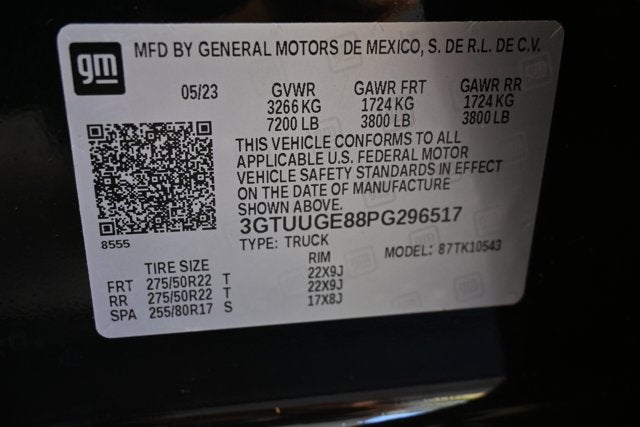 gm
MFD BY GENERAL MOTORS DE MEXICO, S. DE R.L. DE C.V.
05/23 GVWR GAWR FRT GAWR RR
3266 KG 1724 KG 1724 KG
7200 LB 3800 LB 3800 LB
THIS VEHICLE CONFORMS TO ALL
APPLICABLE U.S. FEDERAL MOTOR
VEHICLE SAFETY STANDARDS IN EFFECT
ON THE DATE OF MANUFACTURE
SHOWN ABOVE.
8555
3GTUUGE88PG296517
TYPE: TRUCK MODEL: 87TK10543
TIRE SIZE RIM
FRT 275/50R22 T 22X9J
RR 275/50R22 T 22X9J
SPA 255/80R17 S 17X8J